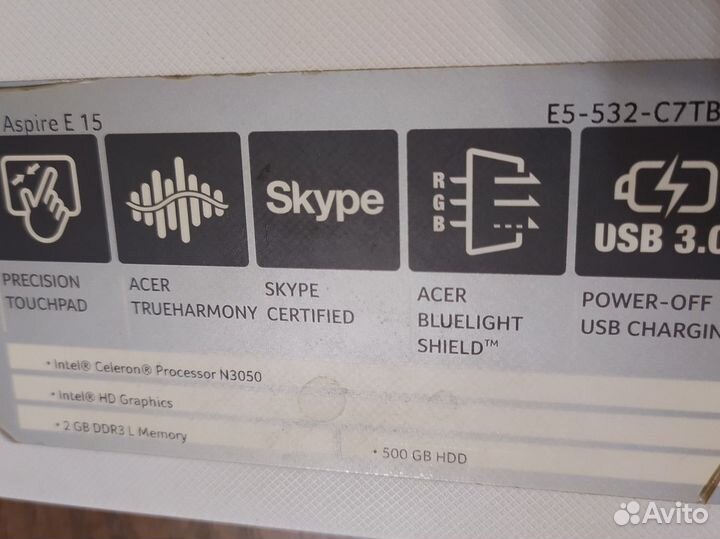 Aspire E 15
E5-532-C7TB
Skype
R
G
B
USB 3.0
PRECISION
TOUCHPAD
ACER
TRUEHARMONY
SKYPE
CERTIFIED
ACER
BLUELIGHT
SHIELD™
POWER-OFF
USB CHARGIN
• Intel® Celeron® Processor N3050
• Intel® HD Graphics
• 2 GB DDR3 L Memory
• 500 GB HDD
Avito